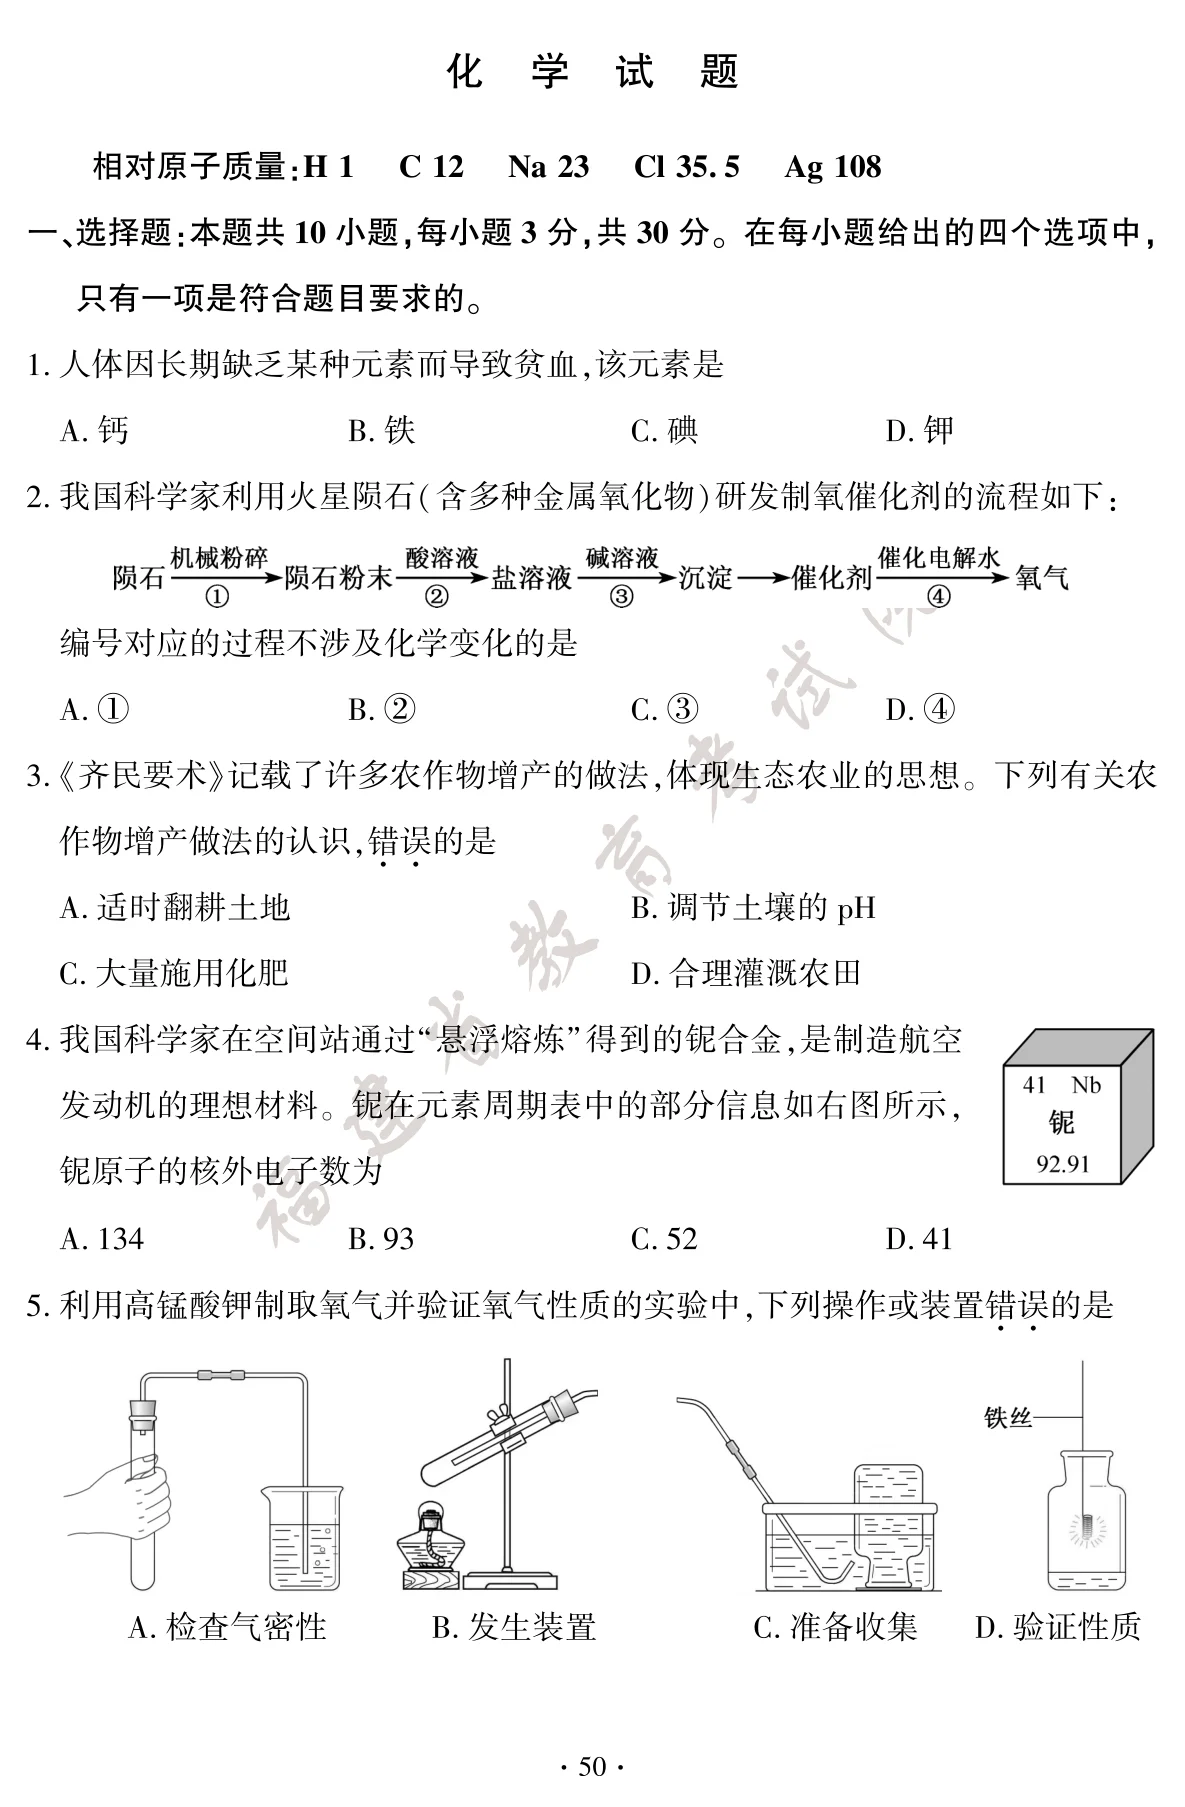 化 学 试 题
相对原子质量:H 1 C 12 Na 23 Cl 35.5 Ag 108
一、选择题:本题共 10 小题,每小题 3 分,共 30 分。在每小题给出的四个选项中,
只有一项是符合题目要求的。
1. 人体因长期缺乏某种元素而导致贫血,该元素是
A. 钙 B. 铁 C. 碘 D. 钾
2. 我国科学家利用火星陨石(含多种金属氧化物)研发制氧催化剂的流程如下:
机械粉碎 酸溶液 碱溶液 催化电解水
陨石 陨石粉末 盐溶液 沉淀 催化剂 氧气
① ② ③ ④
编号对应的过程不涉及化学变化的是
A. ① B. ② C. ③ D. ④
3.《齐民要术》记载了许多农作物增产的做法,体现生态农业的思想。下列有关农
作物增产做法的认识,错误的是
A. 适时翻耕土地 B. 调节土壤的 pH
C. 大量施用化肥 D. 合理灌溉农田
4. 我国科学家在空间站通过“悬浮熔炼”得到的铌合金,是制造航空
发动机的理想材料。铌在元素周期表中的部分信息如右图所示,
铌原子的核外电子数为
41 Nb
铌
92.91
A. 134 B. 93 C. 52 D. 41
5. 利用高锰酸钾制取氧气并验证氧气性质的实验中,下列操作或装置错误的是
铁丝
A. 检查气密性 B. 发生装置 C. 准备收集 D. 验证性质
· 50 ·
福建省教育考试院